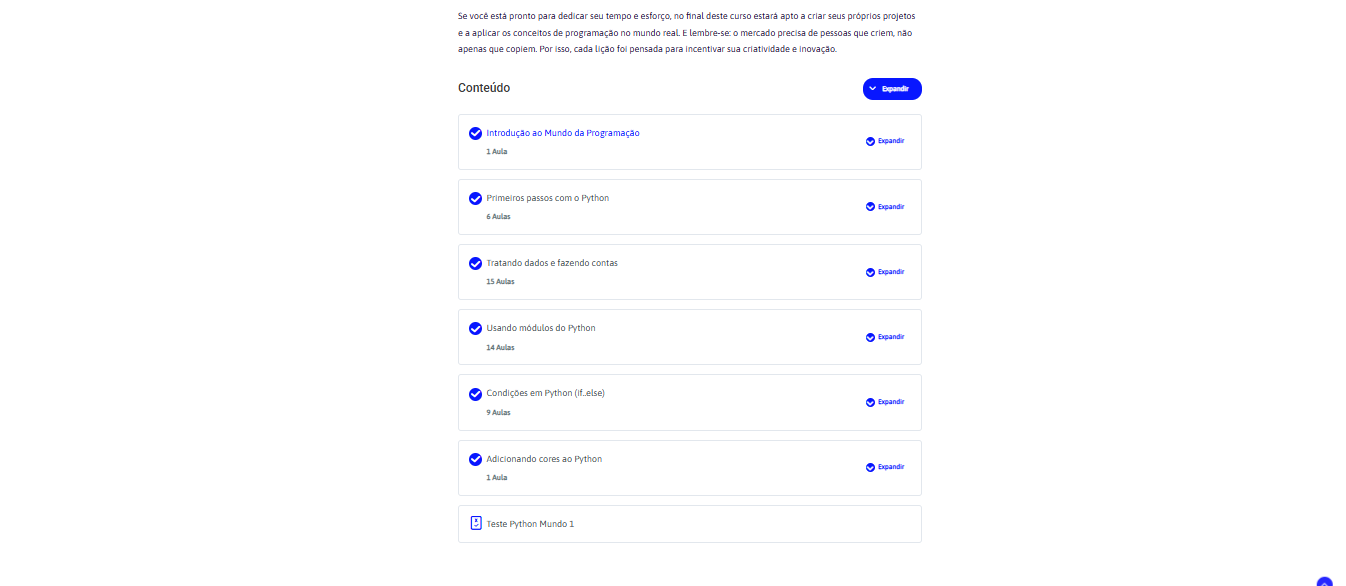 Se você está pronto para dedicar seu tempo e esforço, no final deste curso estará apto a criar seus próprios projetos
e a aplicar os conceitos de programação no mundo real. E lembre-se: o mercado precisa de pessoas que criem, não
apenas que copiem. Por isso, cada lição foi pensada para incentivar sua criatividade e inovação.
Conteúdo
Expandir
Introdução ao Mundo da Programação
1 Aula
Expandir
Primeiros passos com o Python
6 Aulas
Expandir
Tratando dados e fazendo contas
15 Aulas
Expandir
Usando módulos do Python
14 Aulas
Expandir
Condições em Python (if..else)
9 Aulas
Expandir
Adicionando cores ao Python
1 Aula
Expandir
Teste Python Mundo 1